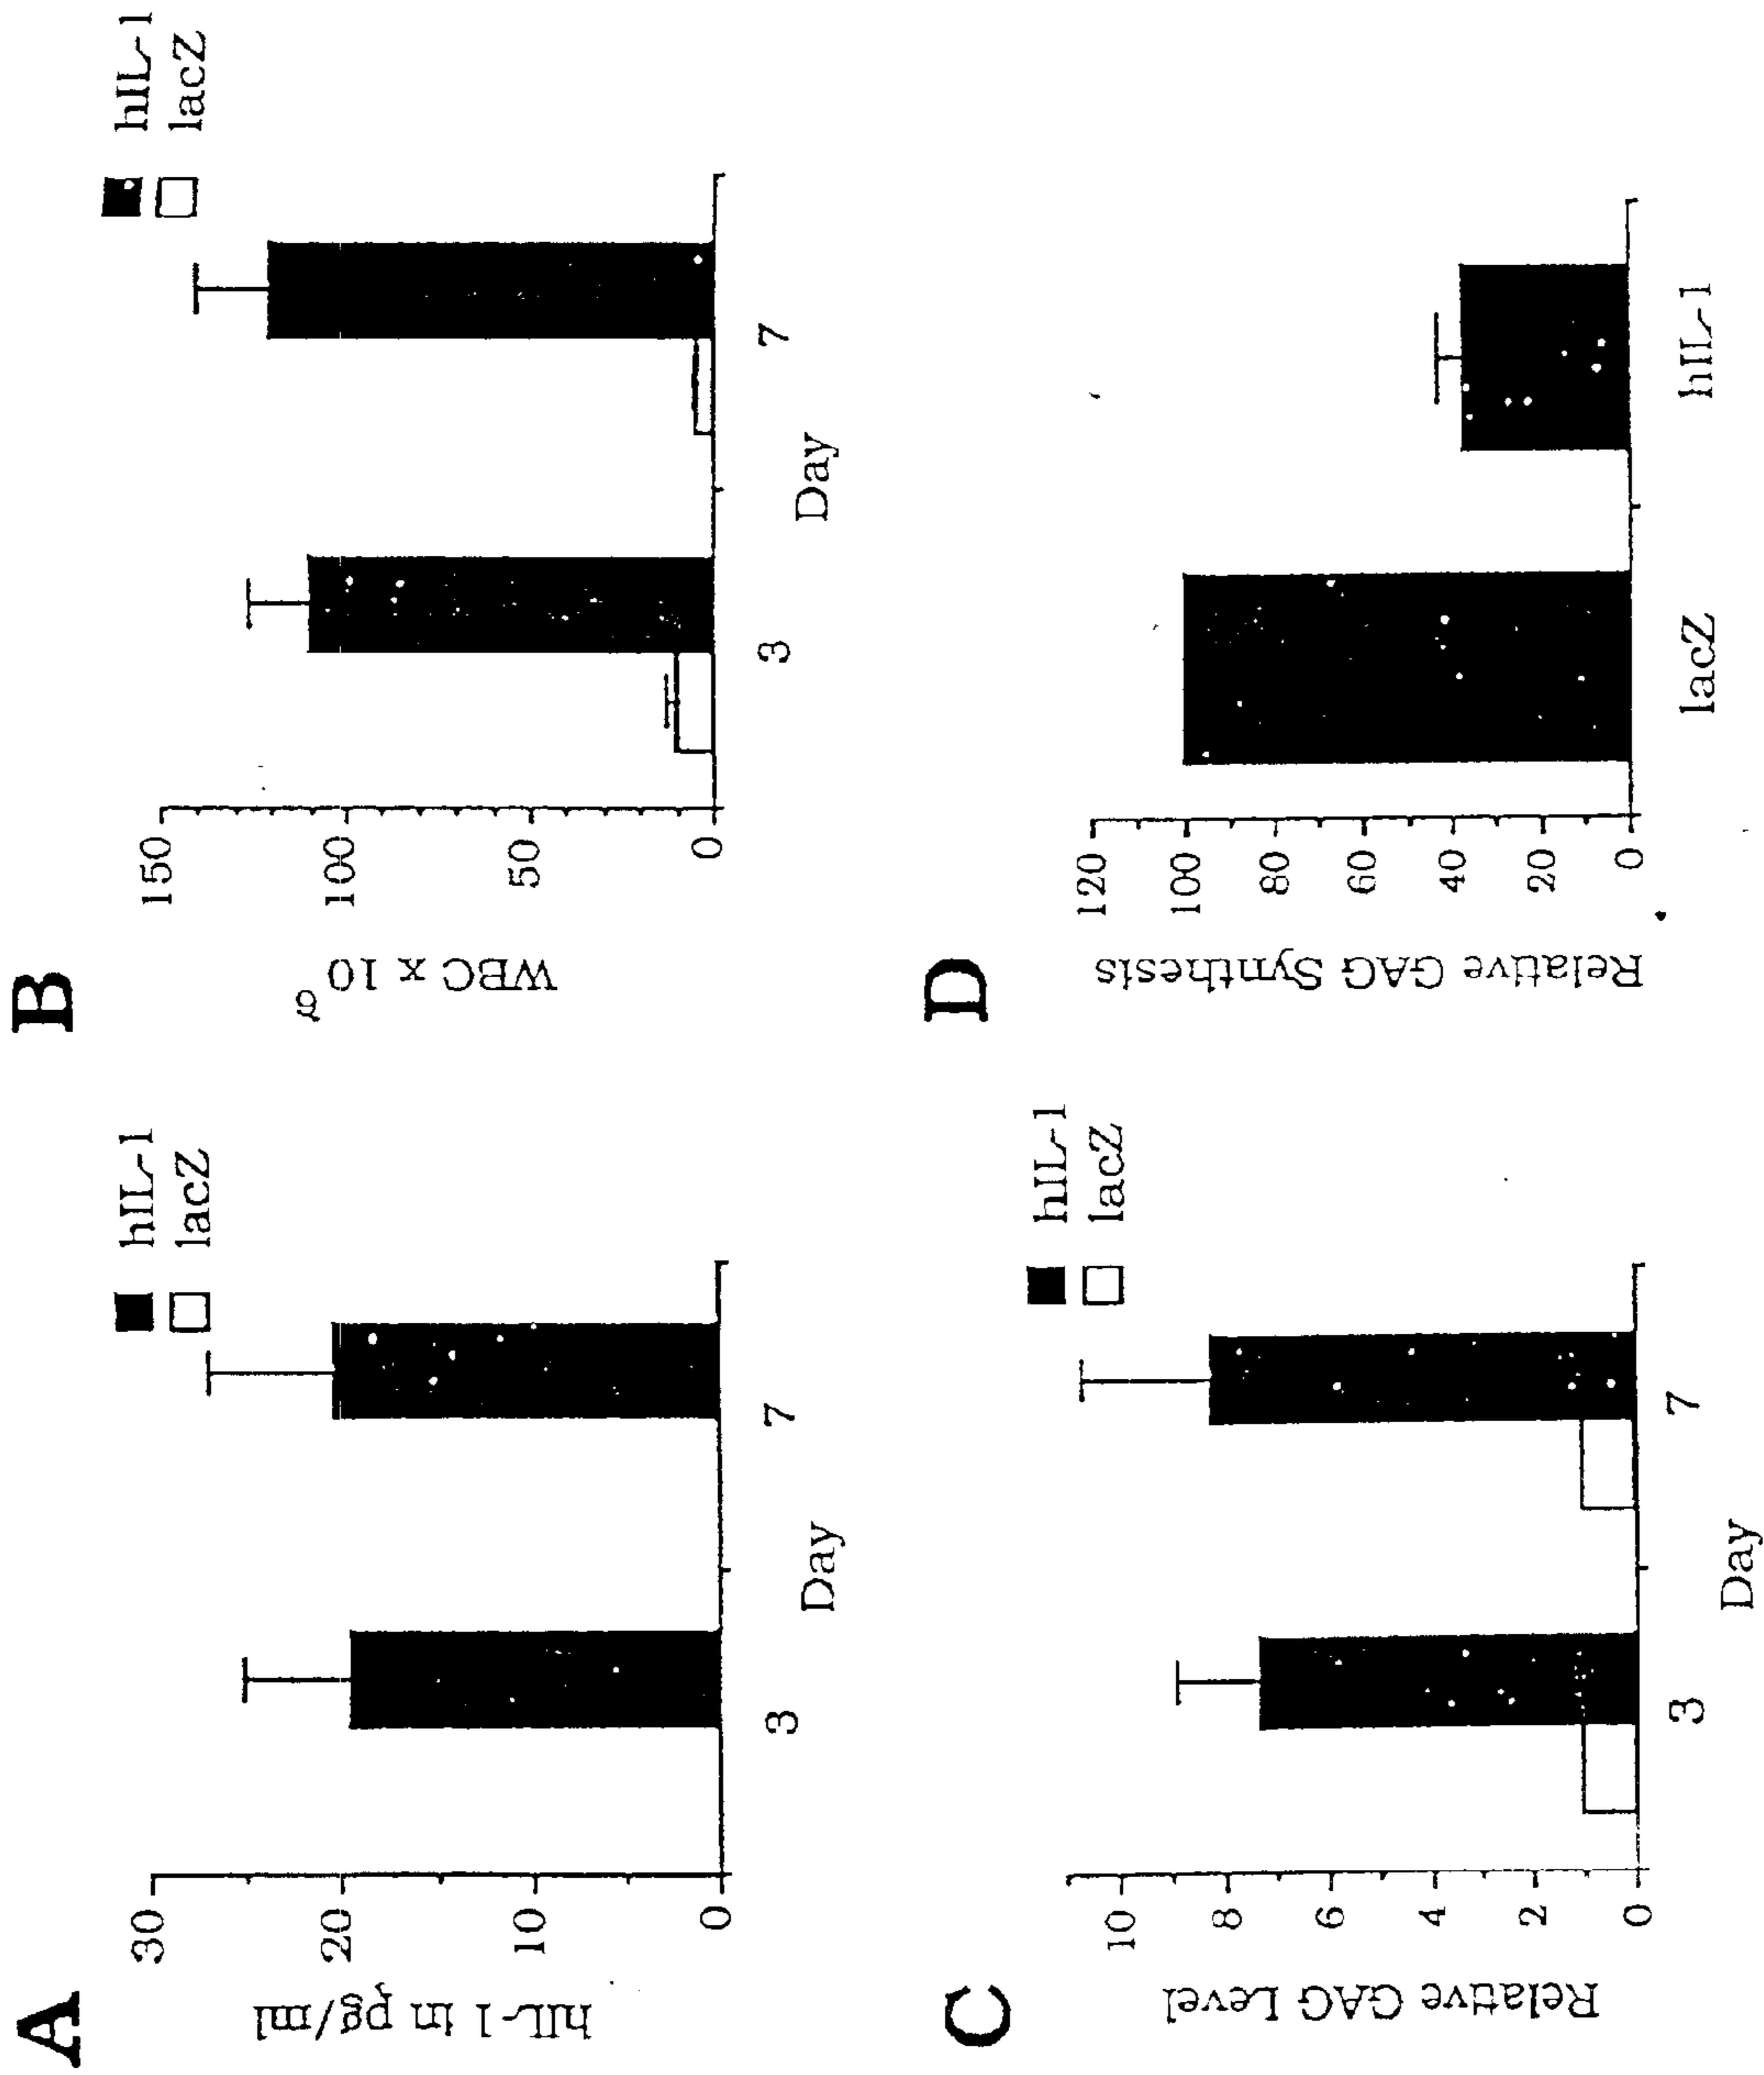 A
hIL-1 in pg/ml
30
20
10
0
3
7
Day
hIL-1
lacZ
B
WBC x 10
6
150
100
50
0
3
7
Day
hIL-1
lacZ
C
Relative GAG Level
10
8
6
4
2
0
3
7
Day
hIL-1
lacZ
D
Relative GAG Synthesis
120
100
80
60
40
20
0
lacZ
hIL-1